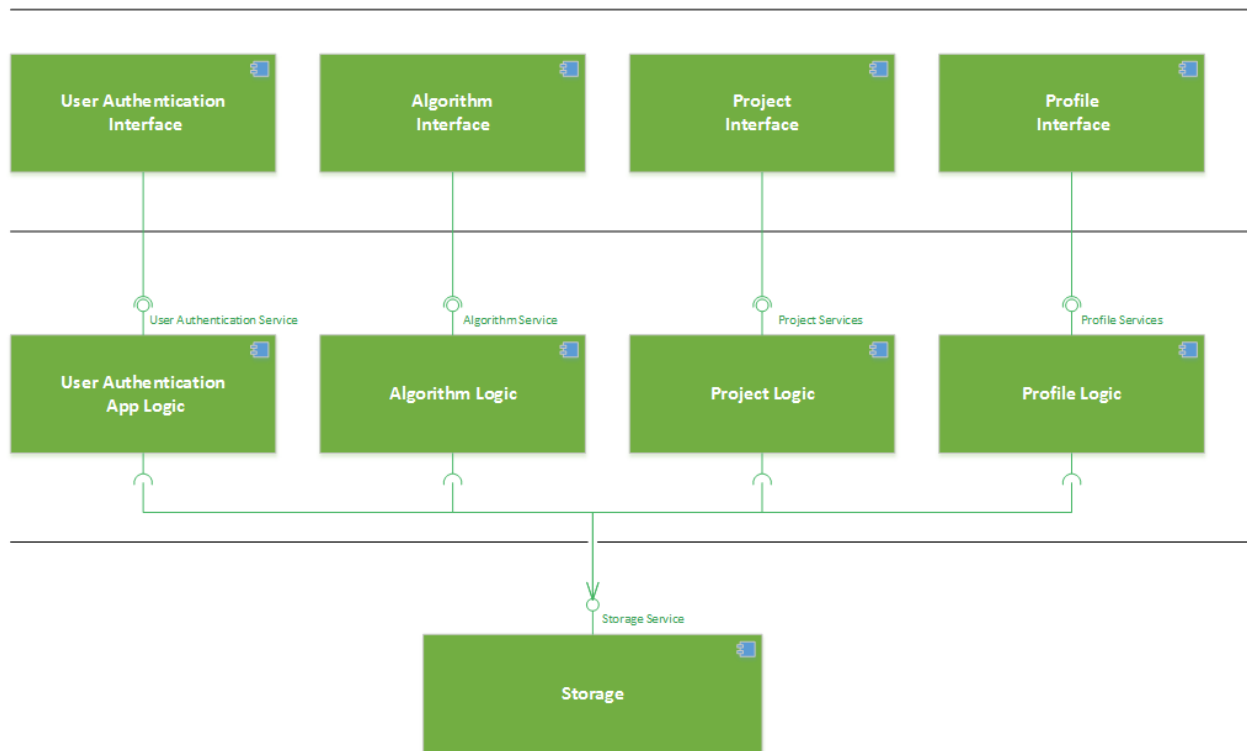 User Authentication
Interface
Algorithm
Interface
Project
Interface
Profile
Interface
User Authentication Service
Algorithm Service
Project Services
Profile Services
User Authentication
App Logic
Algorithm Logic
Project Logic
Profile Logic
Storage Service
Storage